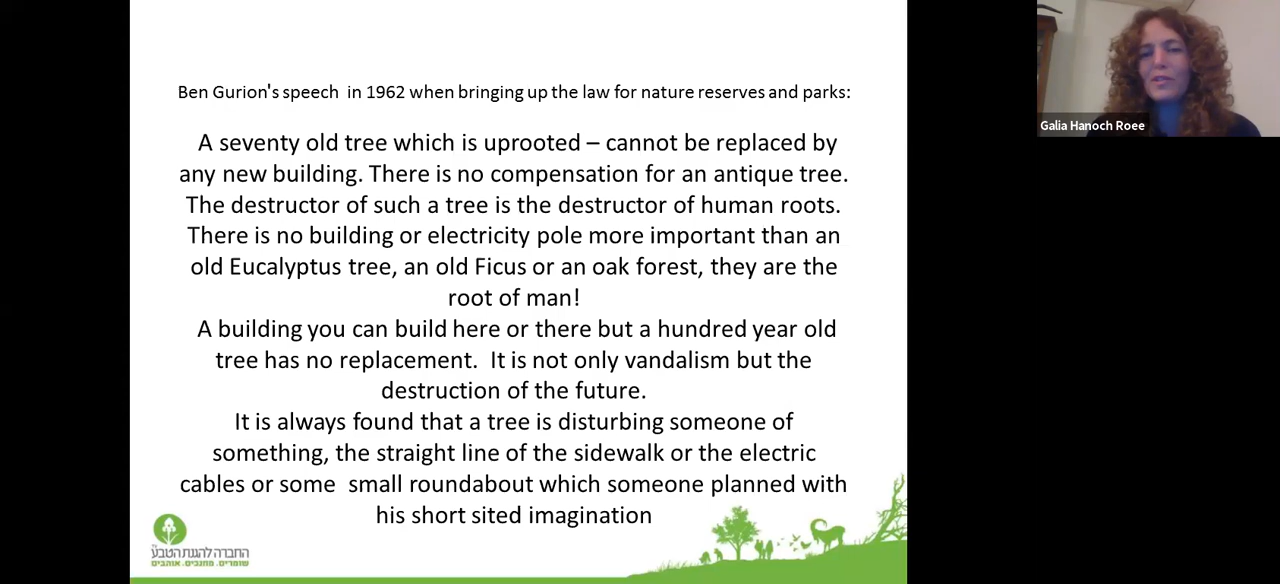 Ben Gurion's speech in 1962 when bringing up the law for nature reserves and parks:
A seventy old tree which is uprooted – cannot be replaced by
any new building. There is no compensation for an antique tree.
The destructor of such a tree is the destructor of human roots.
There is no building or electricity pole more important than an
old Eucalyptus tree, an old Ficus or an oak forest, they are the
root of man!
A building you can build here or there but a hundred year old
tree has no replacement. It is not only vandalism but the
destruction of the future.
It is always found that a tree is disturbing someone of
something, the straight line of the sidewalk or the electric
cables or some small roundabout which someone planned with
his short sited imagination
החברה להגנת הטבע
שומרים. מחנכים. אוהבים.
Galia Hanoch Roee